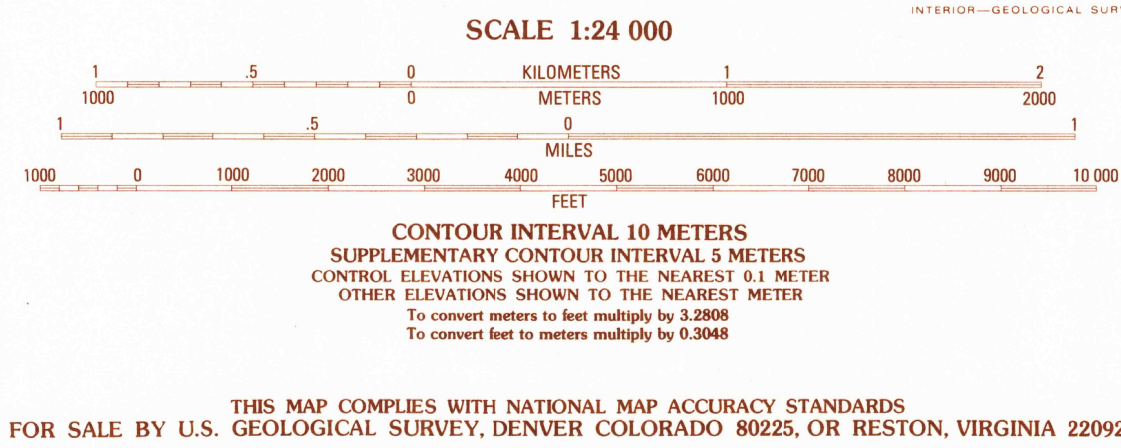 INTERIOR—GEOLOGICAL SUR
SCALE 1:24 000
1 .5 0 KILOMETERS 1 2
1000 0 METERS 1000 2000
1 .5 0 1
MILES
1000 0 1000 2000 3000 4000 5000 6000 7000 8000 9000 10 000
FEET
CONTOUR INTERVAL 10 METERS
SUPPLEMENTARY CONTOUR INTERVAL 5 METERS
CONTROL ELEVATIONS SHOWN TO THE NEAREST 0.1 METER
OTHER ELEVATIONS SHOWN TO THE NEAREST METER
To convert meters to feet multiply by 3.2808
To convert feet to meters multiply by 0.3048
THIS MAP COMPLIES WITH NATIONAL MAP ACCURACY STANDARDS
FOR SALE BY U.S. GEOLOGICAL SURVEY, DENVER COLORADO 80225, OR RESTON, VIRGINIA 22092